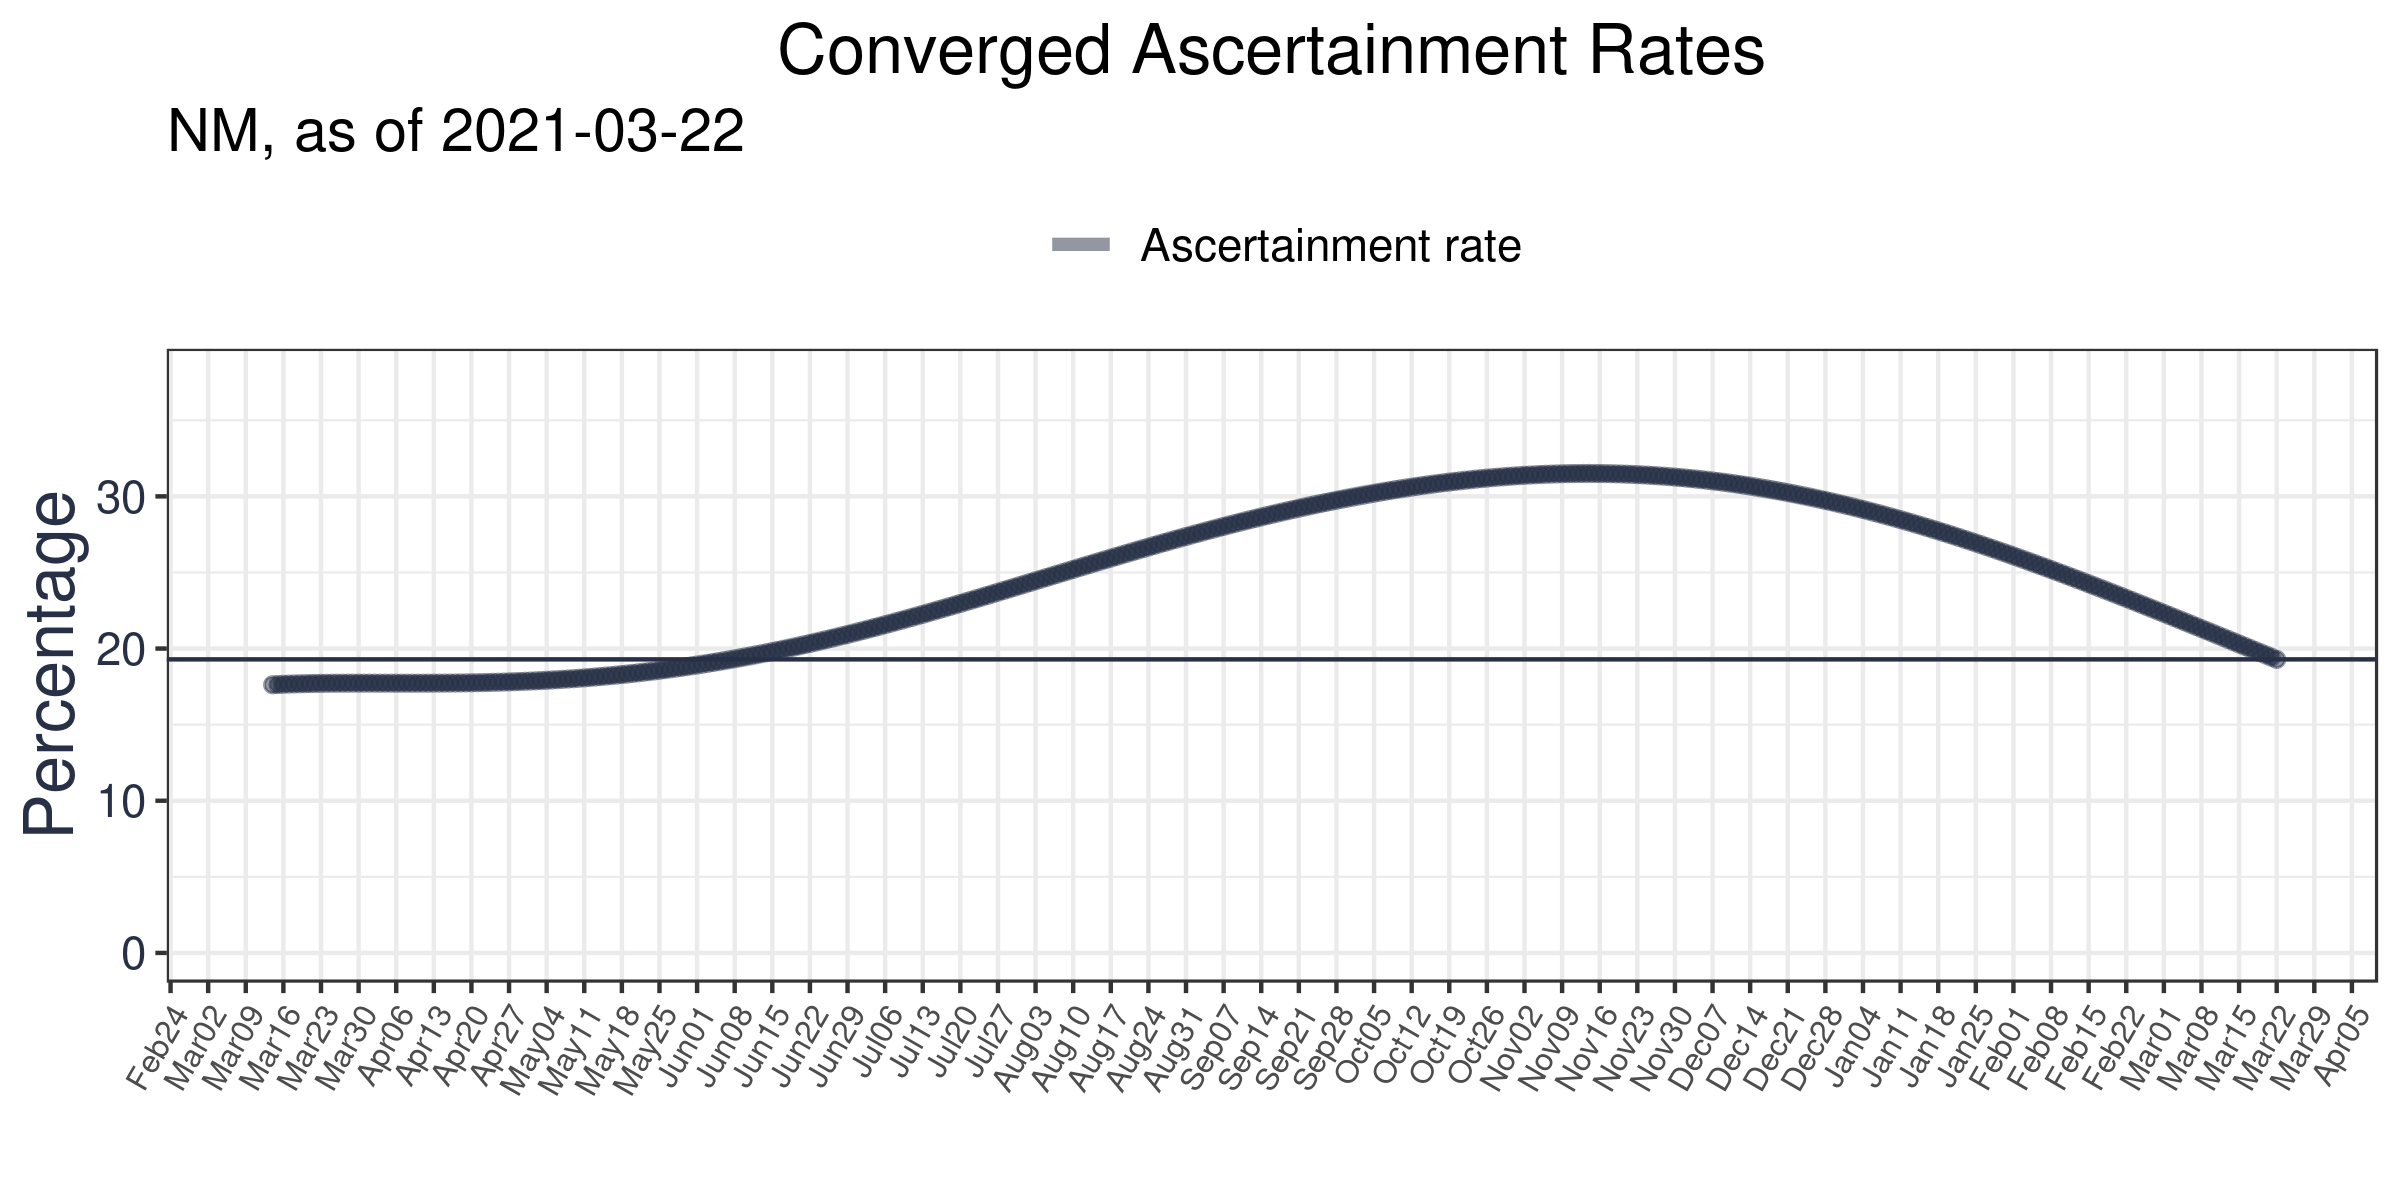 Converged Ascertainment Rates
NM, as of 2021-03-22
Ascertainment rate
Percentage
30
20
10
0
Feb24
Mar02
Mar09
Mar16
Mar23
Mar30
Apr06
Apr13
Apr20
Apr27
May04
May11
May18
May25
Jun01
Jun08
Jun15
Jun22
Jun29
Jul06
Jul13
Jul20
Jul27
Aug03
Aug10
Aug17
Aug24
Aug31
Sep07
Sep14
Sep21
Sep28
Oct05
Oct12
Oct19
Oct26
Nov02
Nov09
Nov16
Nov23
Nov30
Dec07
Dec14
Dec21
Dec28
Jan04
Jan11
Jan18
Jan25
Feb01
Feb08
Feb15
Feb22
Mar01
Mar08
Mar15
Mar22
Mar29
Apr05